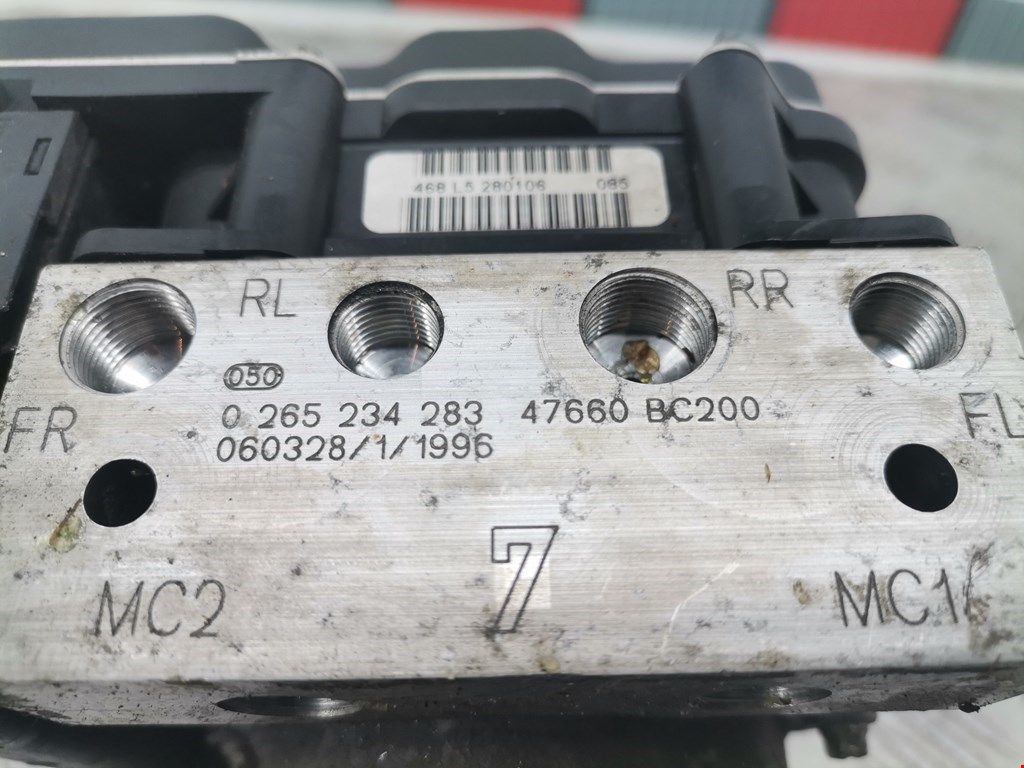 468 L5 280106 085
RL RR
050
0 265 234 283 47660 BC200
FR FL
060328/1/1996
7
MC2 MC1